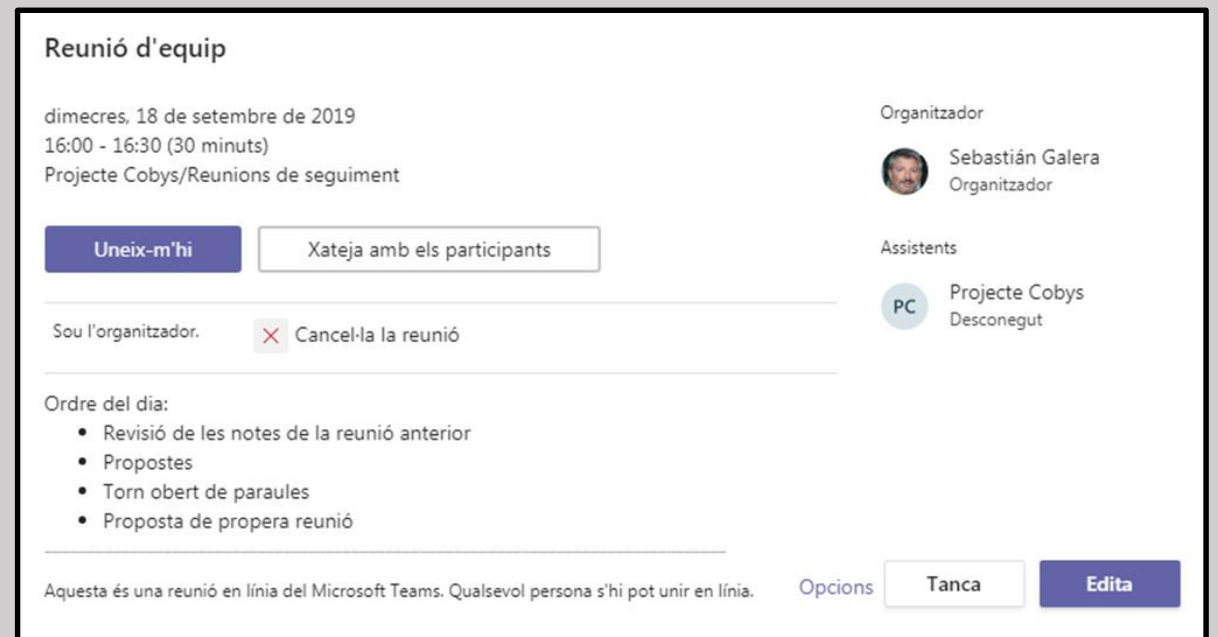 Reunió d'equip
dimecres, 18 de setembre de 2019
16:00 - 16:30 (30 minuts)
Projecte Cobys/Reunions de seguiment
Uneix-m'hi
Xateja amb els participants
Sou l'organitzador.
Cancel·la la reunió
Ordre del dia:
• Revisió de les notes de la reunió anterior
• Propostes
• Torn obert de paraules
• Proposta de propera reunió
Aquesta és una reunió en línia del Microsoft Teams. Qualsevol persona s'hi pot unir en línia.
Organitzador
Sebastián Galera
Organitzador
Assistents
PC
Projecte Cobys
Desconegut
Opcions
Tanca
Edita